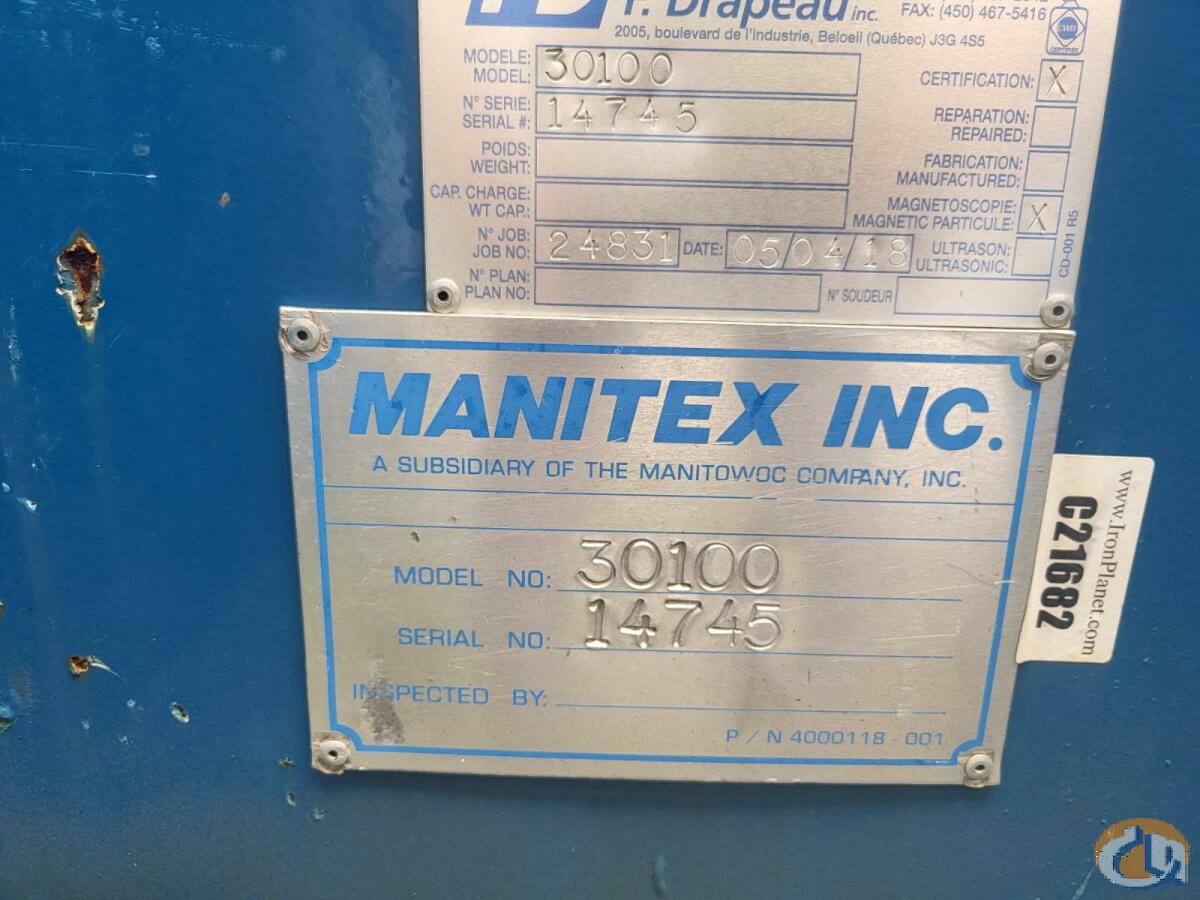 F. Drapeau inc.
FAX: (450) 467-5416
2005, boulevard de l'Industrie, Beloeil (Québec) J3G 4S5
CWB
CERTIFIED
MODELE:
MODEL: 30100
CERTIFICATION: X
N° SERIE:
SERIAL #: 14745
REPARATION:
REPAIRED:
POIDS:
WEIGHT:
FABRICATION:
MANUFACTURED:
CAP. CHARGE:
WT CAP.:
MAGNETOSCOPIE:
MAGNETIC PARTICULE: X
N° JOB:
JOB NO: 24831 DATE: 05/04/18
ULTRASON:
ULTRASONIC:
N° PLAN:
PLAN NO:
N° SOUDEUR
CD-001 R5
MANITEX INC.
A SUBSIDIARY OF THE MANITOWOC COMPANY, INC.
MODEL NO: 30100
SERIAL NO: 14745
INSPECTED BY:
P/N 4000118-001
www.IronPlanet.com
C21682